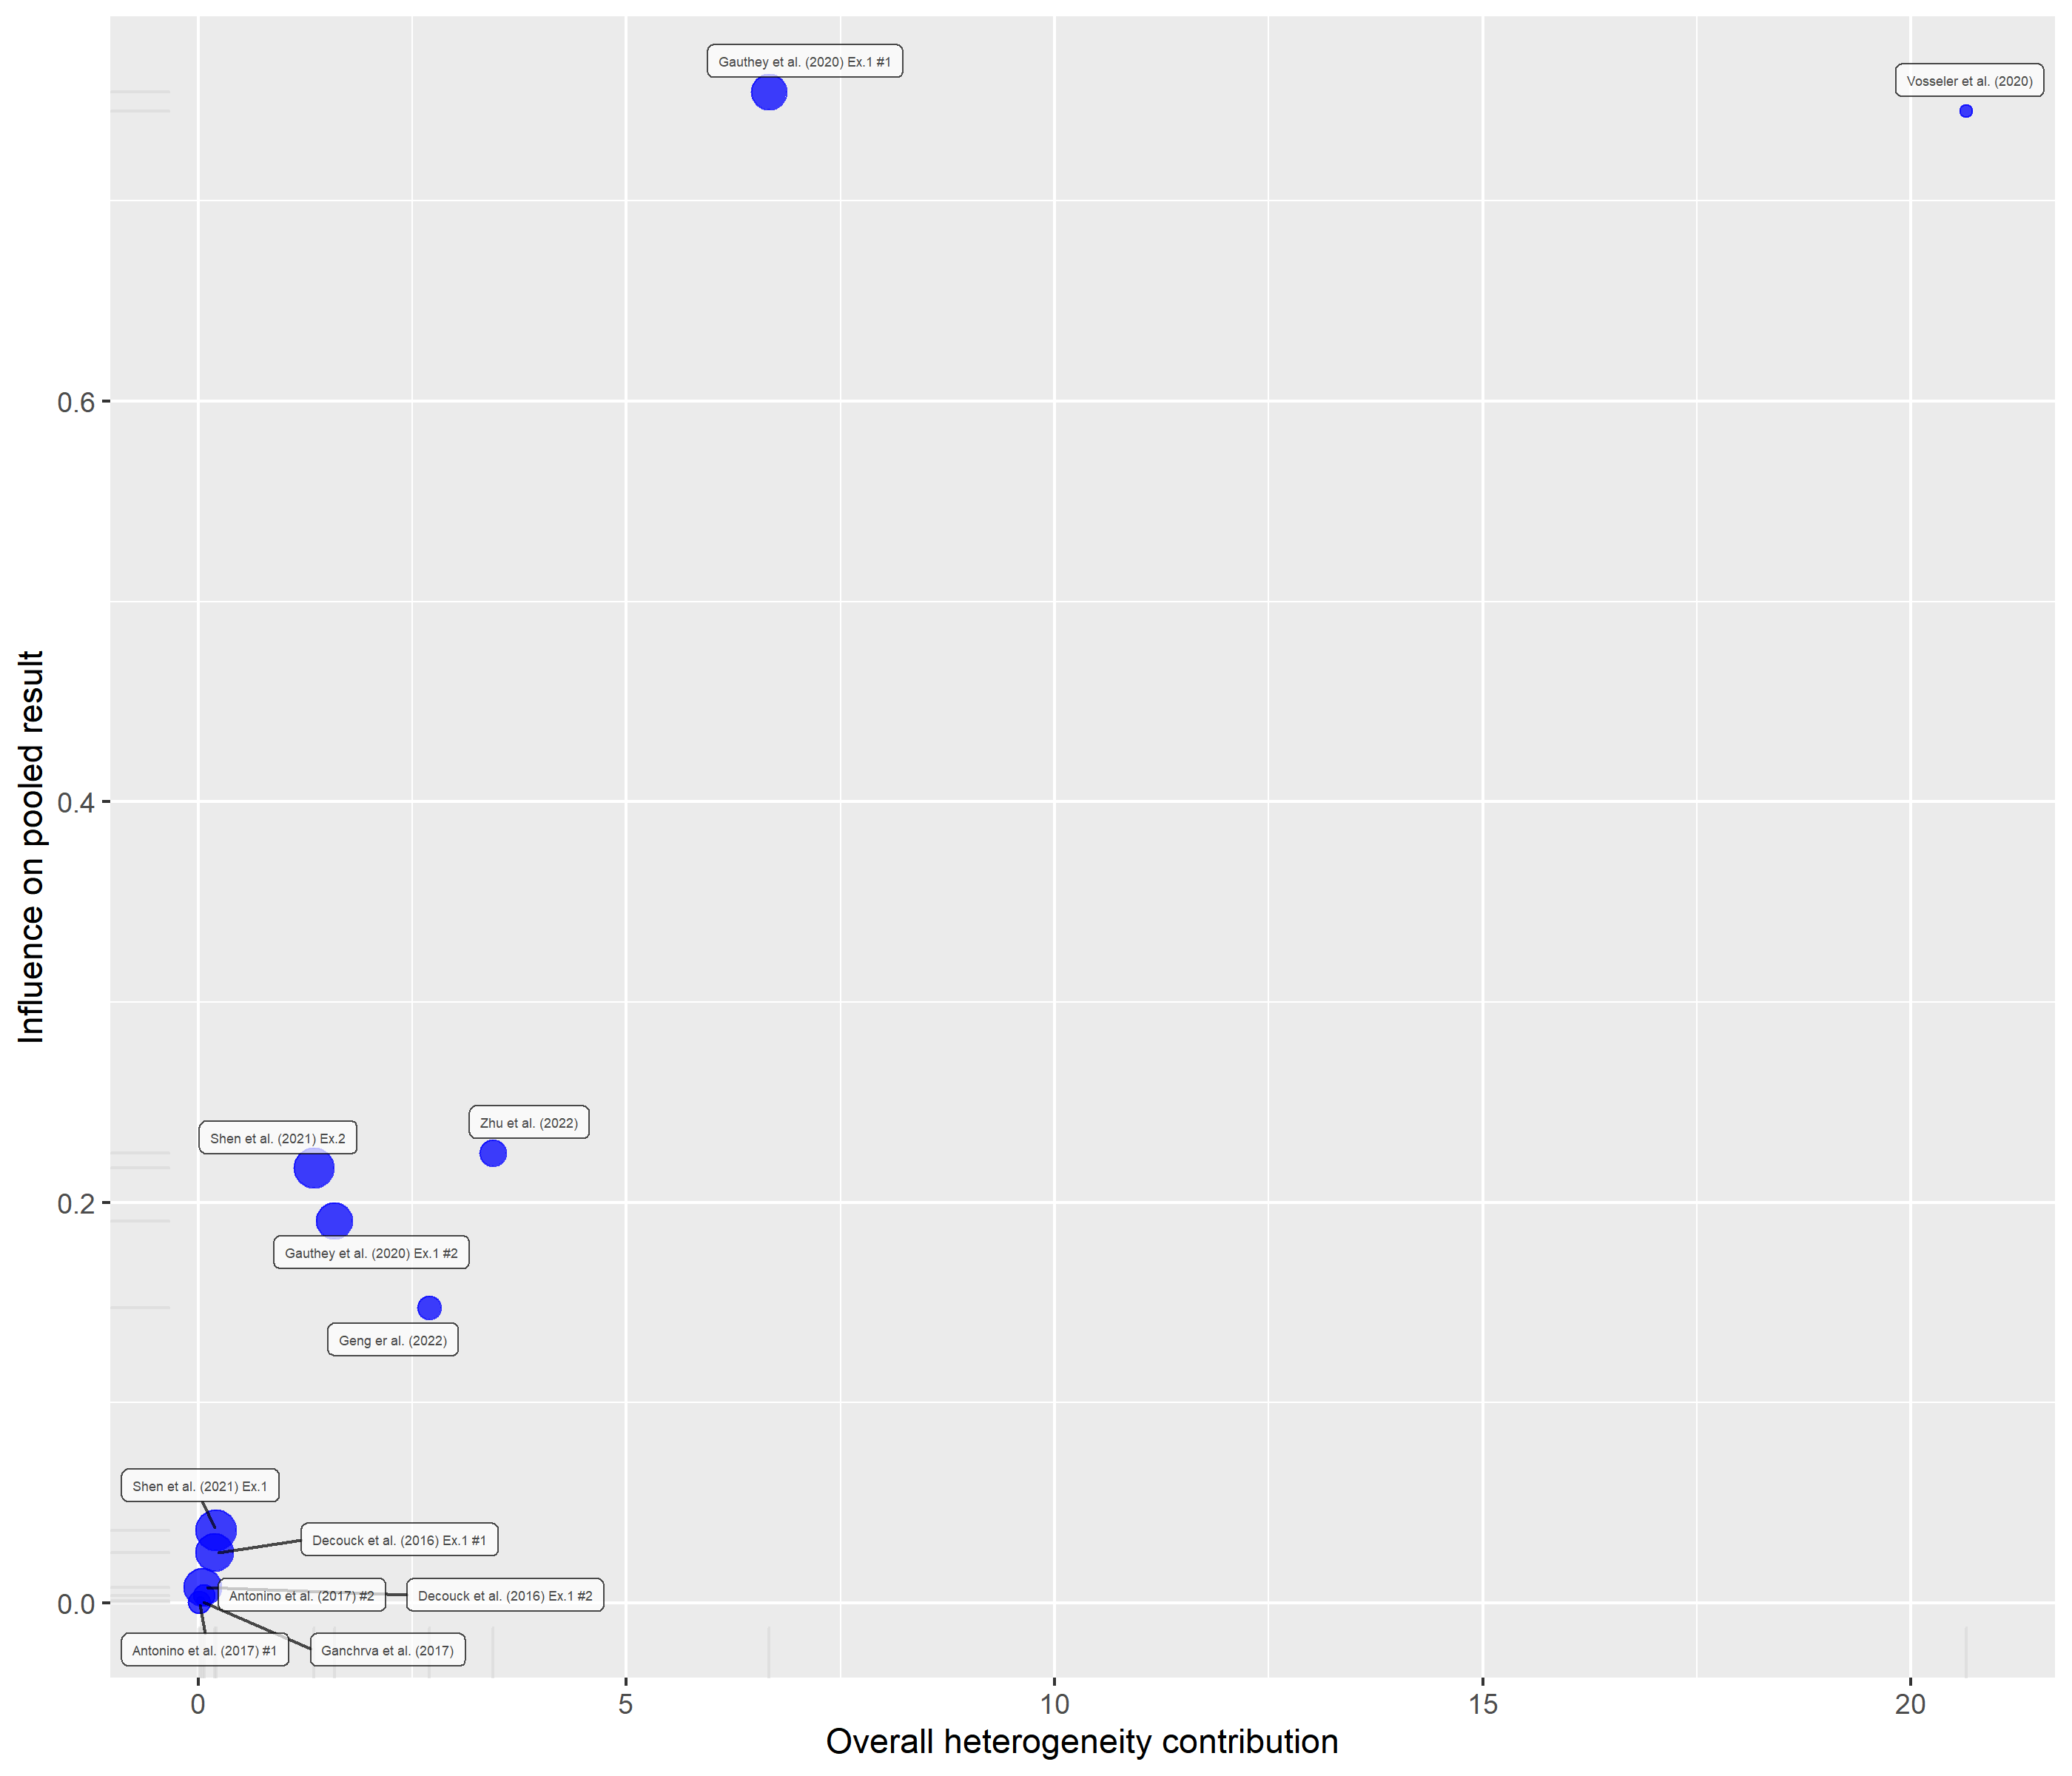 Gauthey et al. (2020) Ex.1 #1
Vosseler et al. (2020)
0.6
Influence on pooled result
0.4
Zhu et al. (2022)
Shen et al. (2021) Ex.2
0.2
Gauthey et al. (2020) Ex.1 #2
Geng er al. (2022)
Shen et al. (2021) Ex.1
Decouck et al. (2016) Ex.1 #1
Antonino et al. (2017) #2
Decouck et al. (2016) Ex.1 #2
0.0
Antonino et al. (2017) #1
Ganchrva et al. (2017)
0
5
10
15
20
Overall heterogeneity contribution